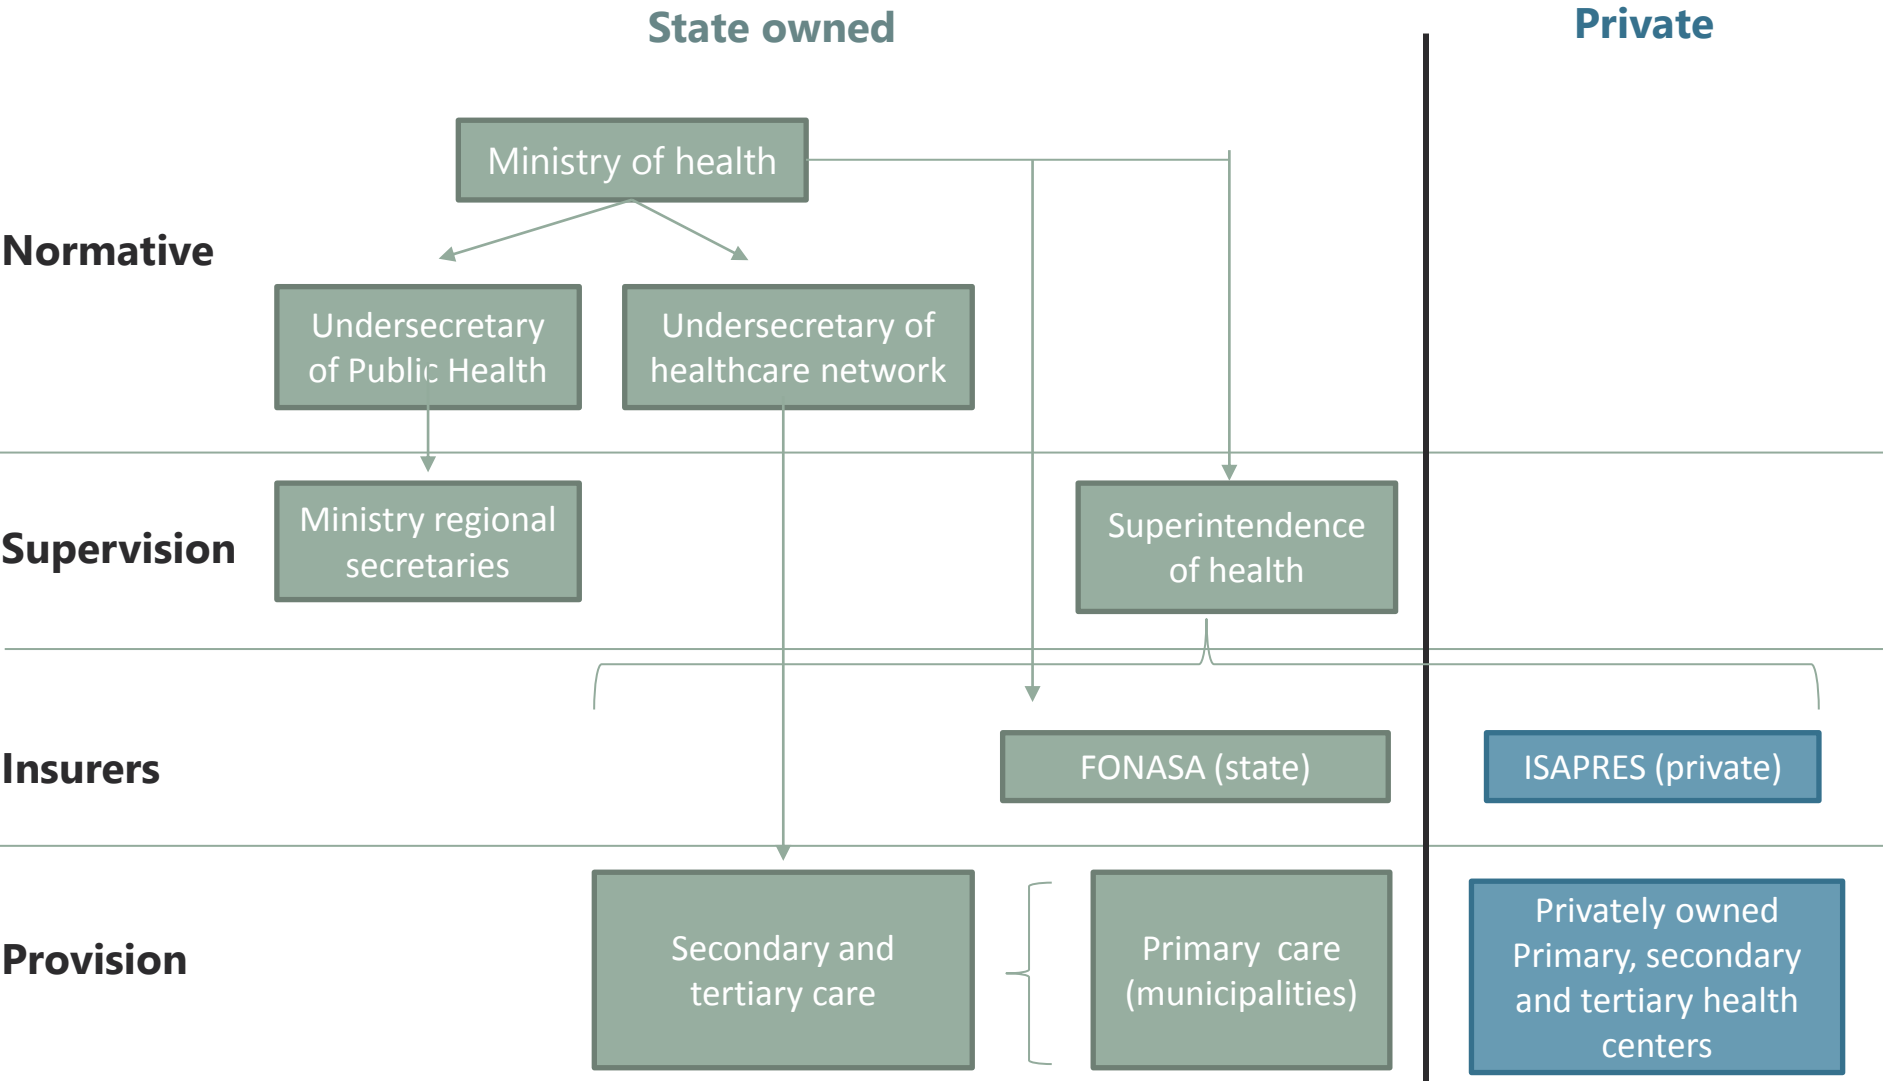 State owned
Private
Ministry of health
Normative
Undersecretary
of Public Health
Undersecretary of
healthcare network
Supervision
Ministry regional
secretaries
Superintendence
of health
Insurers
FONASA (state)
ISAPRES (private)
Provision
Secondary and
tertiary care
Primary care
(municipalities)
Privately owned
Primary, secondary
and tertiary health
centers